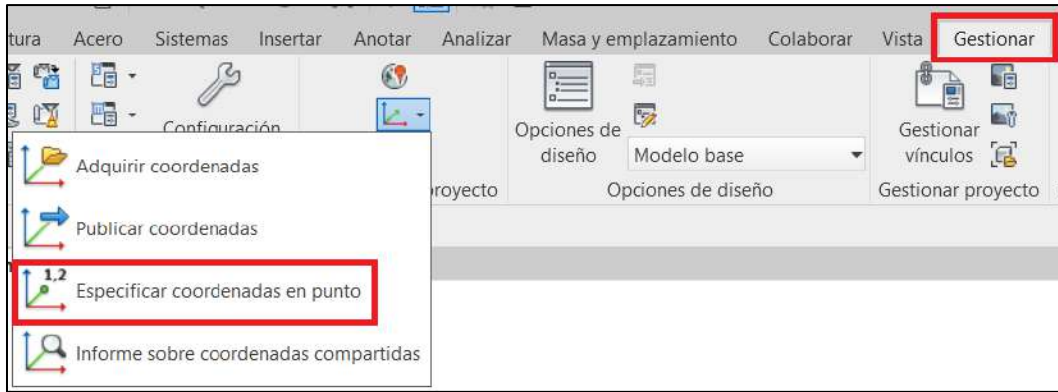 tura Acero Sistemas Insertar Anotar Analizar Masa y emplazamiento Colaborar Vista Gestionar
Configuración
Opciones de diseño
Modelo base
Gestionar vínculos
royecto
Opciones de diseño
Gestionar proyecto
Adquirir coordenadas
Publicar coordenadas
1,2
Especificar coordenadas en punto
Informe sobre coordenadas compartidas